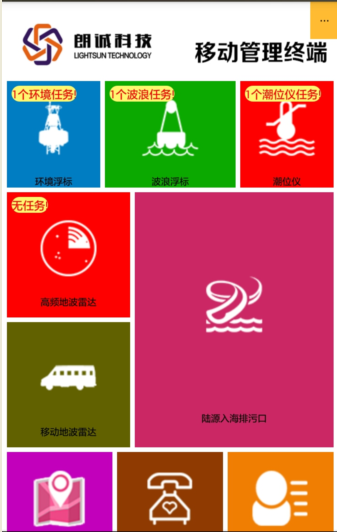 朗诚科技
LIGHTSUN TECHNOLOGY
移动管理终端
...
1个环境任务!
1个波浪任务!
1个潮位仪任务!
环境浮标
波浪浮标
潮位仪
无任务!
高频地波雷达
陆源入海排污口
移动地波雷达